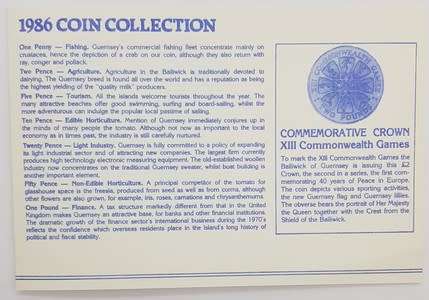 1986 COIN COLLECTION
One Penny — Fishing. Guernsey's commercial fishing fleet concentrate mainly on
crustaces, hence the depiction of a crab on our coin, although they also return with
ray, conger and pollack.
Two Pence — Agriculture. Agriculture in the Bailiwick is traditionally devoted to
dairying. The Guernsey breed is found all over the world and has a reputation as being
the highest yielding of the "quality milk" producers.
Five Pence — Tourism. All the islands welcome tourists throughout the year. The
many attractive beaches offer good swimming, surfing and board-sailing, whilst the
more adventurous can indulge the popular local pastime of sailing.
Ten Pence — Edible Horticulture. Mention of Guernsey immediately conjures up in
the minds of many people the tomato. Although not now as important to the local
economy as in times past, the industry is still carefully nurtured.
Twenty Pence — Light Industry. Guernsey is fully committed to a policy of expanding
its light industrial sector and of attracting new companies. The largest firm currently
produces high technology electronic measuring equipment. The old-established woollen
industry now concentrates on the traditional Guernsey sweater, whilst boat building is
another important element.
Fifty Pence — Non-Edible Horticulture. A principal competitor of the tomato for
glasshouse space is the freesia, produced from seed as well as from corms, although
other flowers are also grown, for example, iris, roses, carnations and chrysanthemums.
One Pound — Finance. A tax structure markedly different from that in the United
Kingdom makes Guernsey an attractive base, for banks and other financial institutions.
The dramatic growth of the finance sector's international business during the 1970's
reflects the confidence which overseas residents place in the Island's long history of
political and fiscal stability.
XIII COMMONWEALTH GAMES
TWO POUNDS
COMMEMORATIVE CROWN
XIII Commonwealth Games
To mark the XIII Commonwealth Games the
Bailiwick of Guernsey is issuing this £2
Crown, the second in a series, the first com-
memorating 40 years of Peace in Europe.
The coin depicts various sporting activities,
the new Guernsey flag and Guernsey lilies.
The obverse bears the portrait of Her Majesty
the Queen together with the Crest from the
Shield of the Bailiwick.